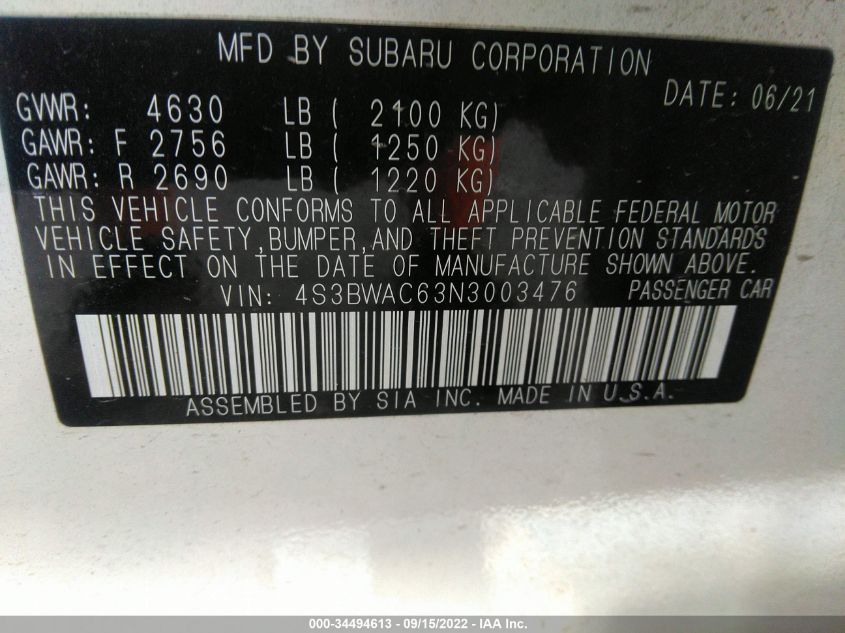 MFD BY SUBARU CORPORATION
DATE: 06/21
GVWR: 4630 LB ( 2100 KG)
GAWR: F 2756 LB ( 1250 KG)
GAWR: R 2690 LB ( 1220 KG)
THIS VEHICLE CONFORMS TO ALL APPLICABLE FEDERAL MOTOR
VEHICLE SAFETY,BUMPER,AND THEFT PREVENTION STANDARDS
IN EFFECT ON THE DATE OF MANUFACTURE SHOWN ABOVE.
VIN: 4S3BWAC63N3003476 PASSENGER CAR
ASSEMBLED BY SIA INC. MADE IN U.S.A.
000-34494613 - 09/15/2022 - IAA Inc.